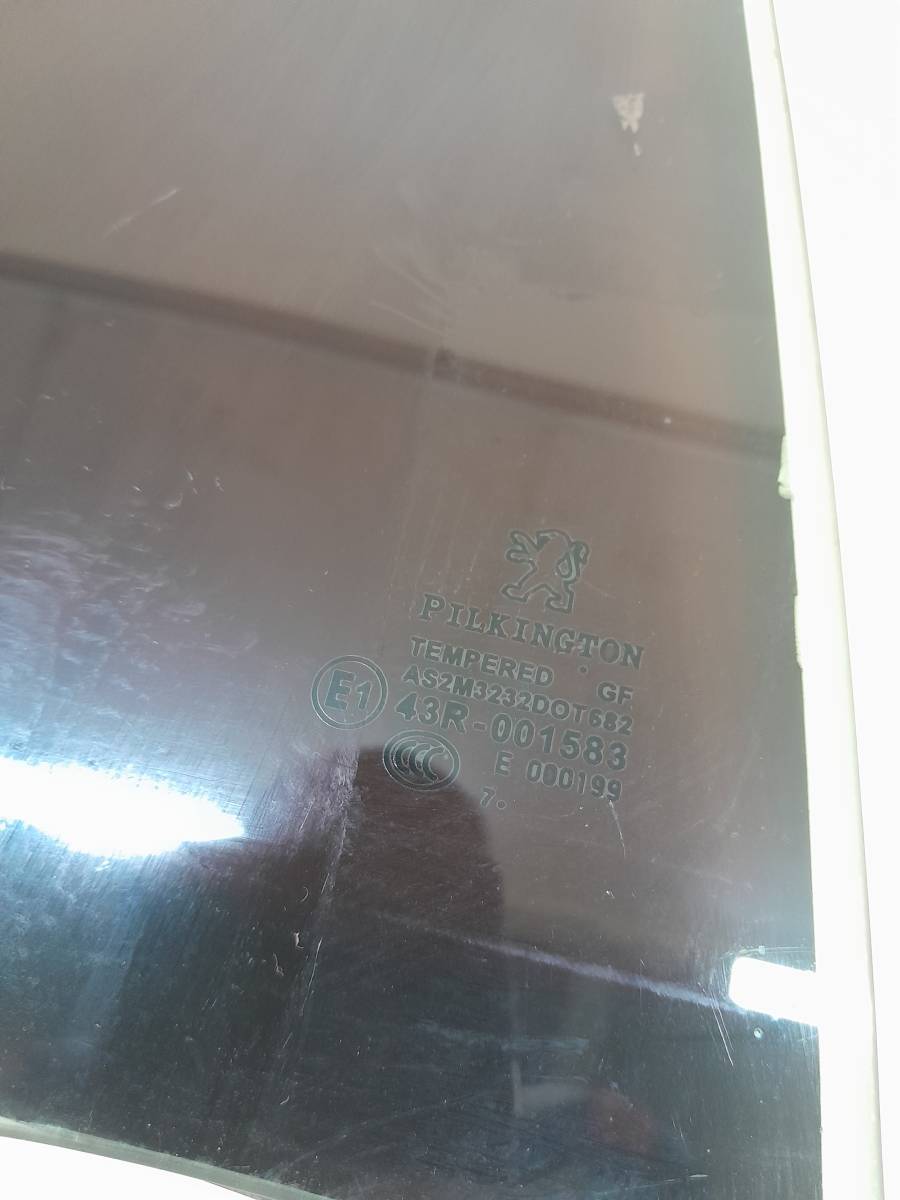 PILKINGTON
TEMPERED · GF
AS2M3232DOT682
E1 43R-001583
E 000199
7·